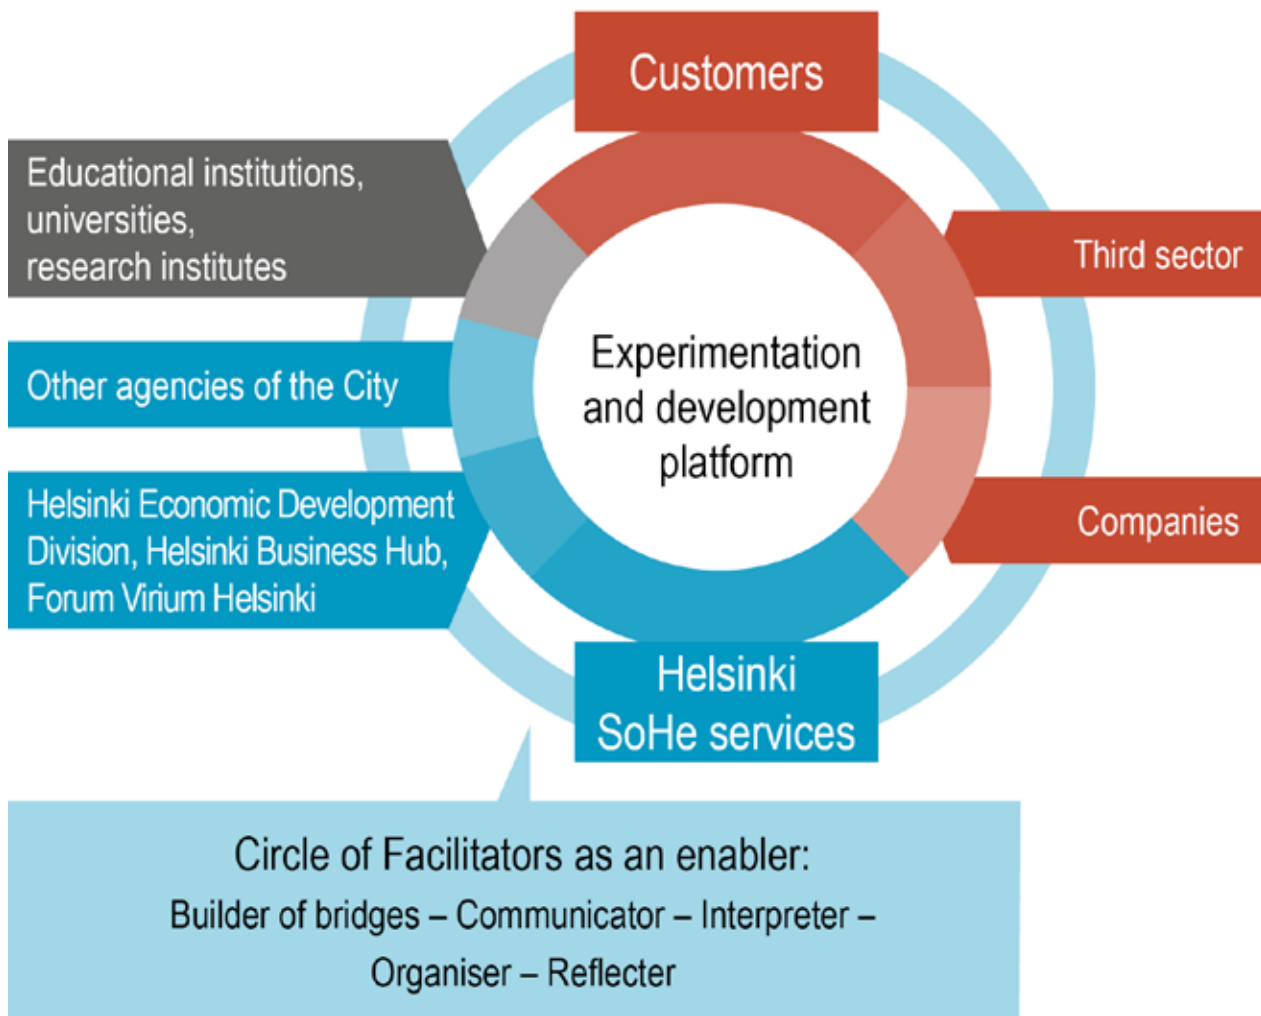 Customers
Educational institutions,
universities,
research institutes
Third sector
Experimentation
and development
platform
Other agencies of the City
Helsinki Economic Development
Division, Helsinki Business Hub,
Forum Virium Helsinki
Companies
Helsinki
SoHe services
Circle of Facilitators as an enabler:
Builder of bridges – Communicator – Interpreter –
Organiser – Reflecter